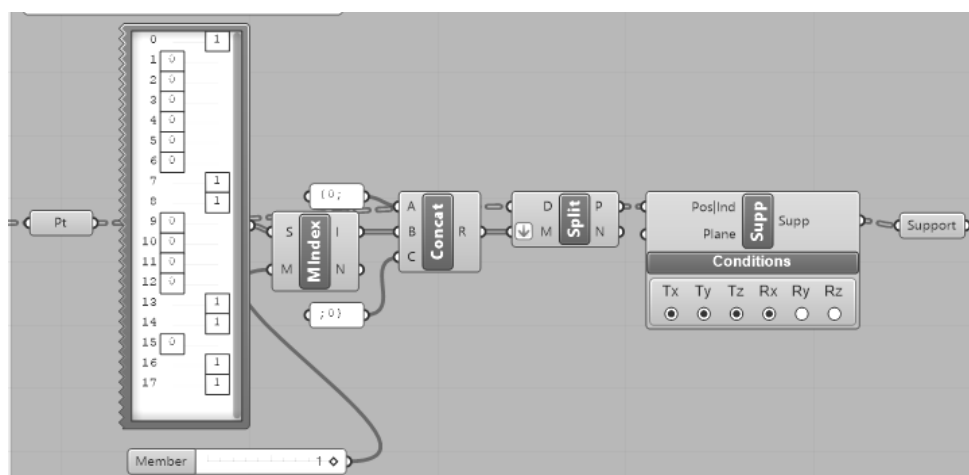 0 1
1 0
2 0
3 0
4 0
5 0
6 0
7 1
8 1
9 0
10 0
11 0
12 0
13 1
14 1
15 0
16 1
17 1
Pt
Member 1
{0;
;0}
S I
M N
MIndex
A
B R
C
Concat
D P
M N
Split
Pos|Ind
Plane
Supp
Supp
Conditions
Tx Ty Tz Rx Ry Rz
Support